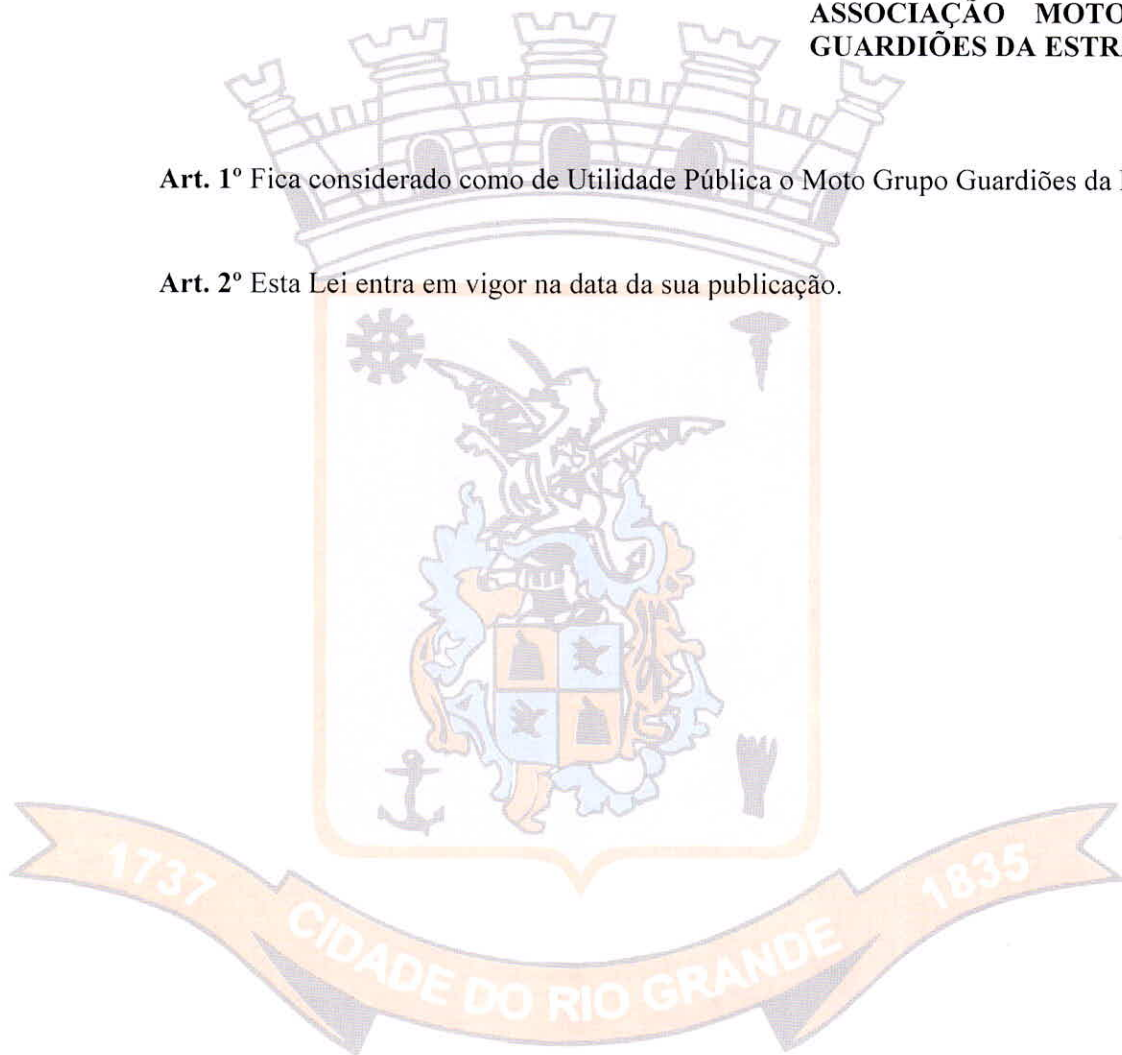 ASSOCIAÇÃO MOTO
GUARDIÕES DA ESTRA
Art. 1º Fica considerado como de Utilidade Pública o Moto Grupo Guardiões da
Art. 2º Esta Lei entra em vigor na data da sua publicação.
1737 CIDADE DO RIO GRANDE 1835